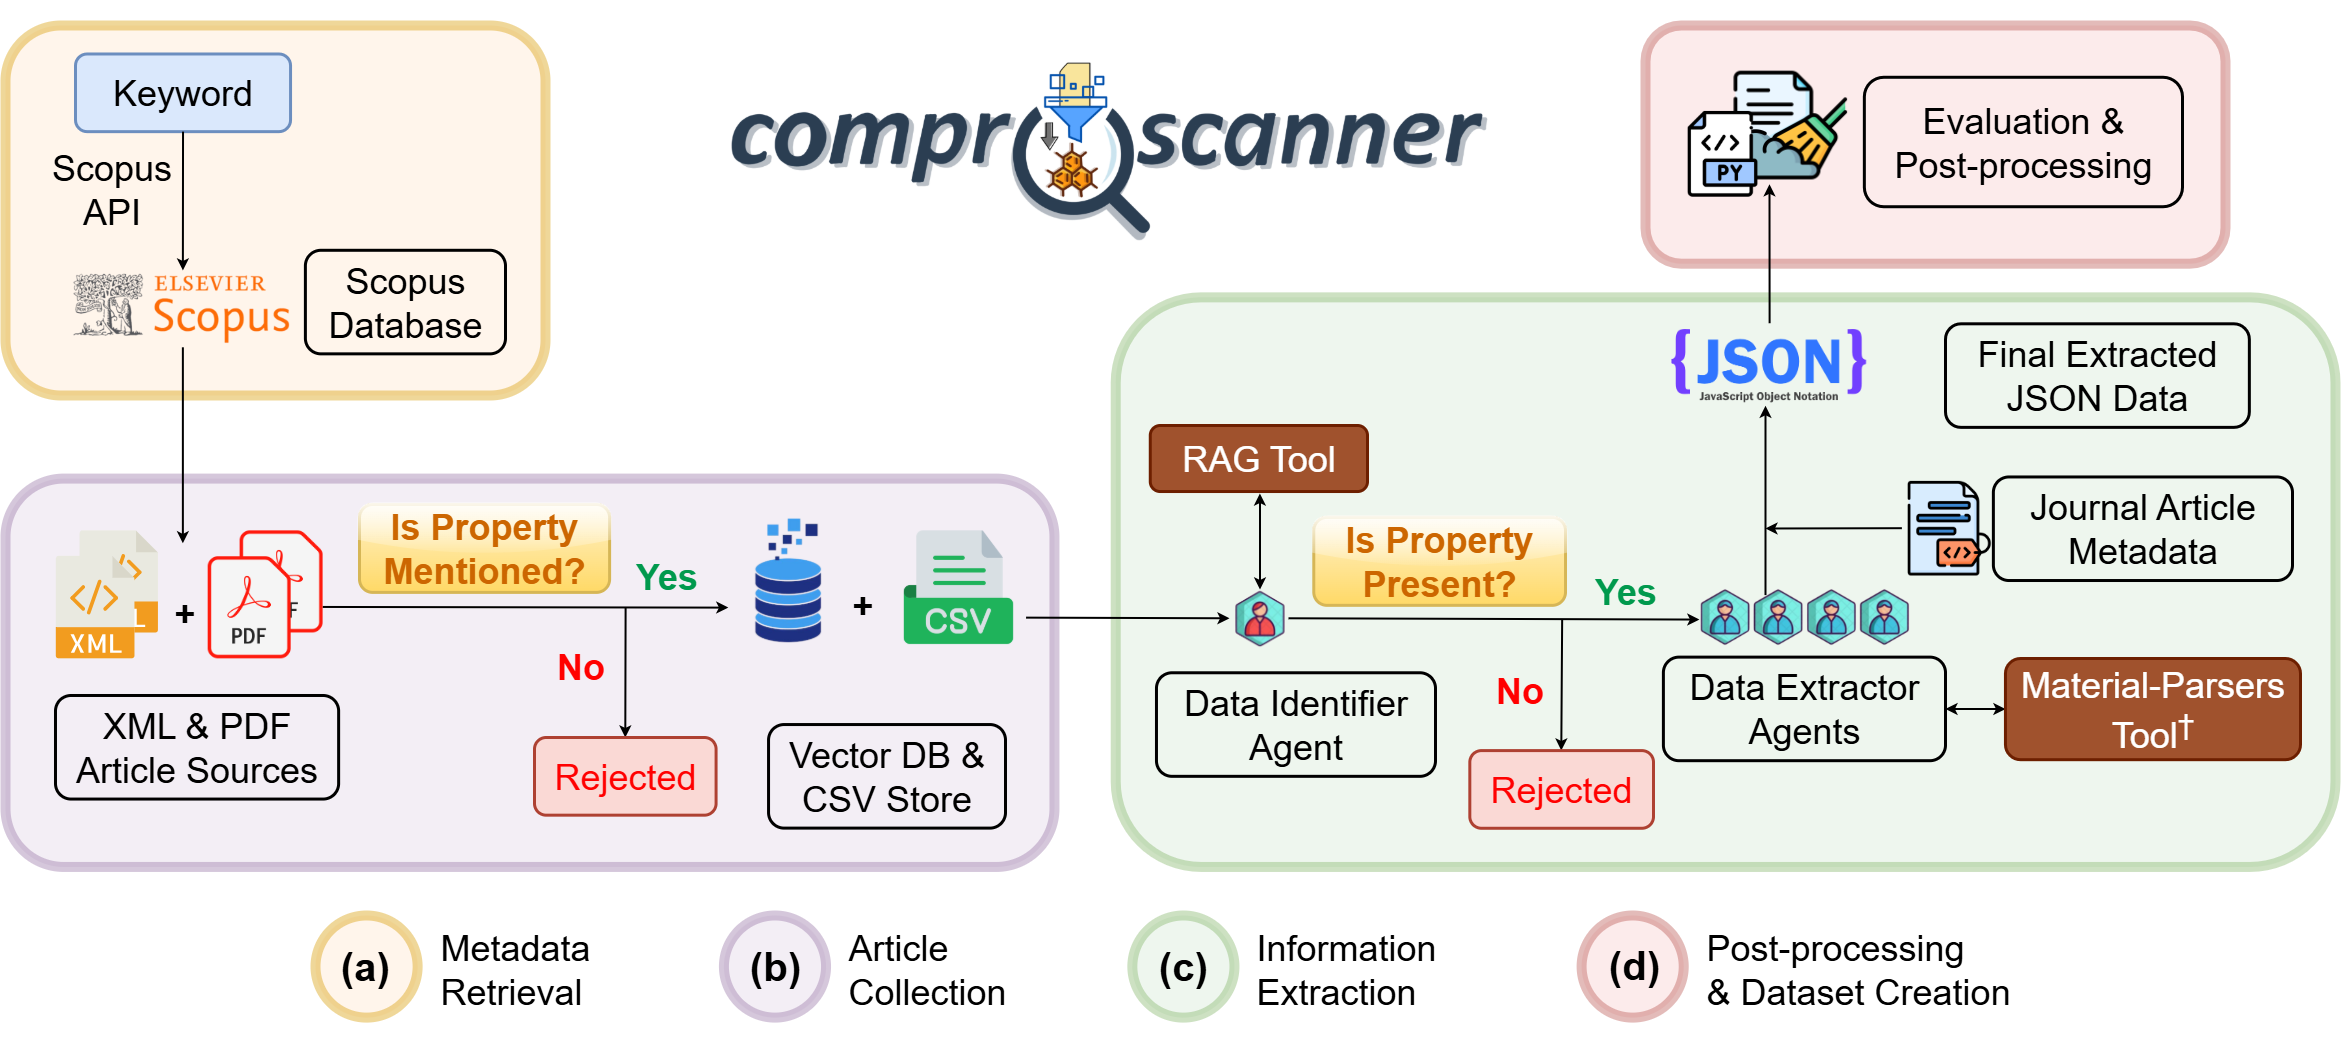 Keyword
Scopus
API
ELSEVIER
Scopus
Scopus
Database
compr scanner
PY
Evaluation &
Post-processing
XML
+
PDF
XML & PDF
Article Sources
Is Property
Mentioned?
Yes
No
Rejected
+
CSV
Vector DB &
CSV Store
RAG Tool
Data Identifier
Agent
Is Property
Present?
Yes
No
Rejected
{JSON}
JavaScript Object Notation
Final Extracted
JSON Data
Journal Article
Metadata
Data Extractor
Agents
Material-Parsers
Tool†
(a)
Metadata
Retrieval
(b)
Article
Collection
(c)
Information
Extraction
(d)
Post-processing
& Dataset Creation